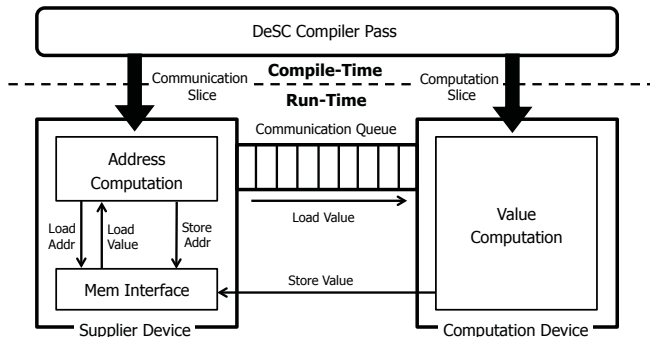 DeSC Compiler Pass
Communication
Slice
Compile-Time
Computation
Slice
Run-Time
Communication Queue
Address
Computation
Load
Addr
Load
Value
Store
Addr
Load Value
Value
Computation
Mem Interface
Store Value
Supplier Device
Computation Device